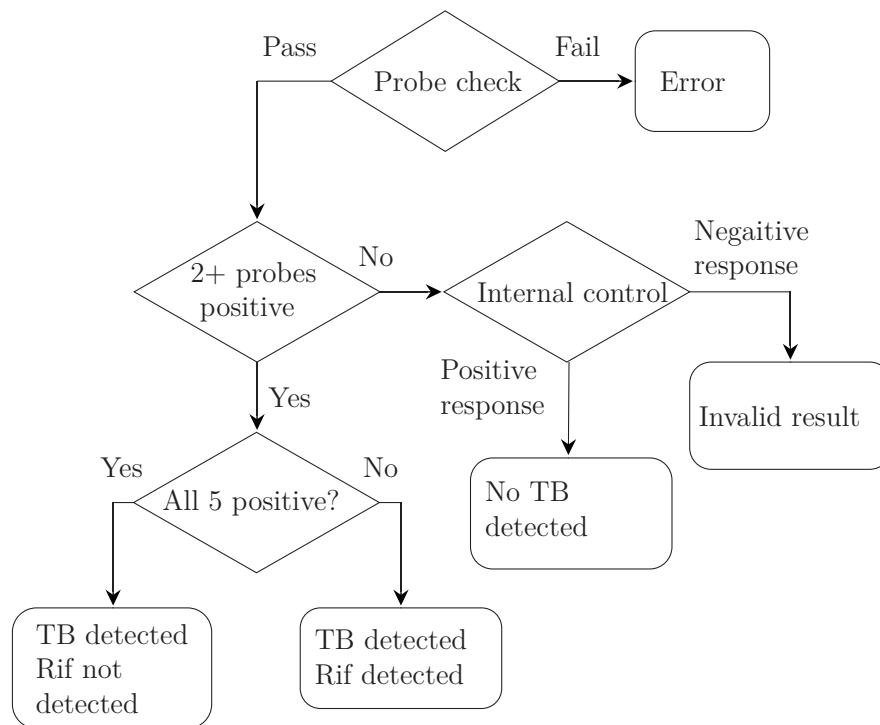 Pass
Fail
Probe check
Error
2+ probes
positive
No
Internal control
Negaitive
response
Positive
response
Invalid result
Yes
Yes
No
All 5 positive?
No TB
detected
TB detected
Rif not
detected
TB detected
Rif detected